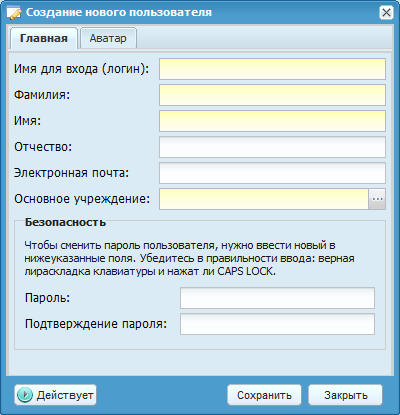 Создание нового пользователя
Главная Аватар
Имя для входа (логин):
Фамилия:
Имя:
Отчество:
Электронная почта:
Основное учреждение: ...
Безопасность
Чтобы сменить пароль пользователя, нужно ввести новый в
нижеуказанные поля. Убедитесь в правильности ввода: верная
лираскладка клавиатуры и нажат ли CAPS LOCK.
Пароль:
Подтверждение пароля:
Действует Сохранить Закрыть